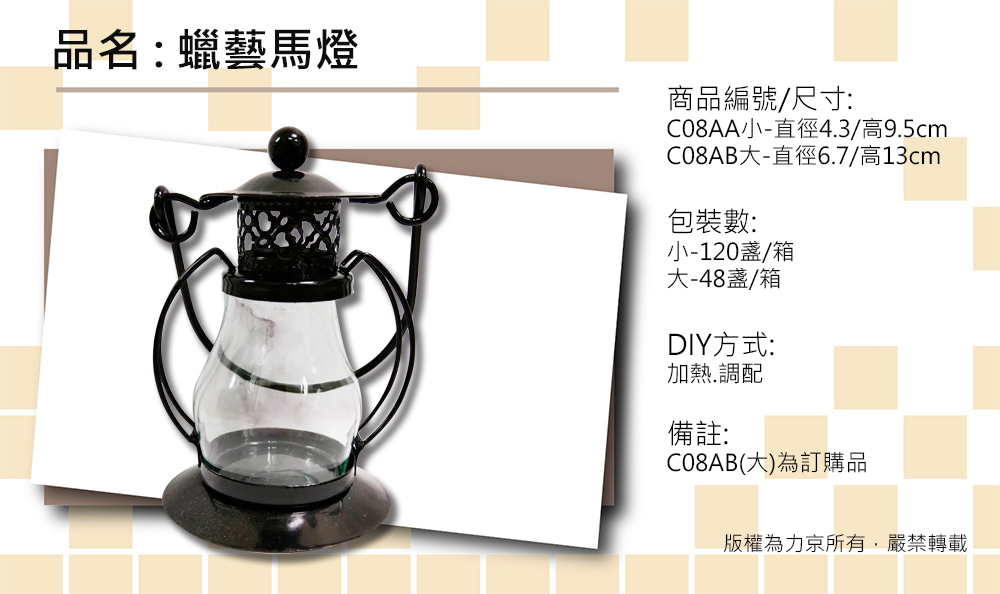 品名 : 蠟藝馬燈
商品編號/尺寸:
C08AA小-直徑4.3/高9.5cm
C08AB大-直徑6.7/高13cm
包裝數:
小-120盞/箱
大-48盞/箱
DIY方式:
加熱.調配
備註:
C08AB(大)為訂購品
版權為力京所有．嚴禁轉載